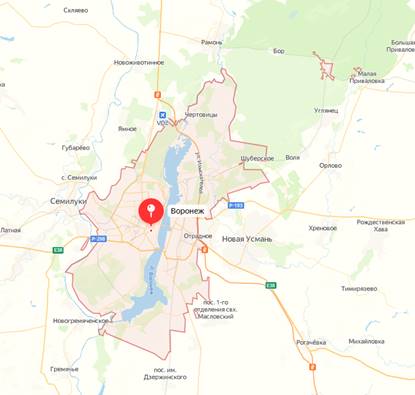 Скляево
Рамонь
Бор
Большая
Приваловка
Новоживотинное
Малая
Приваловка
VOZ
Чертовицы
Углянец
Ямное
Губарёво
Шуберское
Воля
Орлово
с. Семилуки
Семилуки
Воронеж
Р-193
Латная
Р-298
Отрадное
Новая Усмань
Хреновое
Рождественская
Хава
Е38
Е38
Тимирязево
пос. 1-го
отделения свх.
Масловский
Новогремяченское
Рогачёвка
Михайловка
Гремячье
пос. им.
Дзержинского